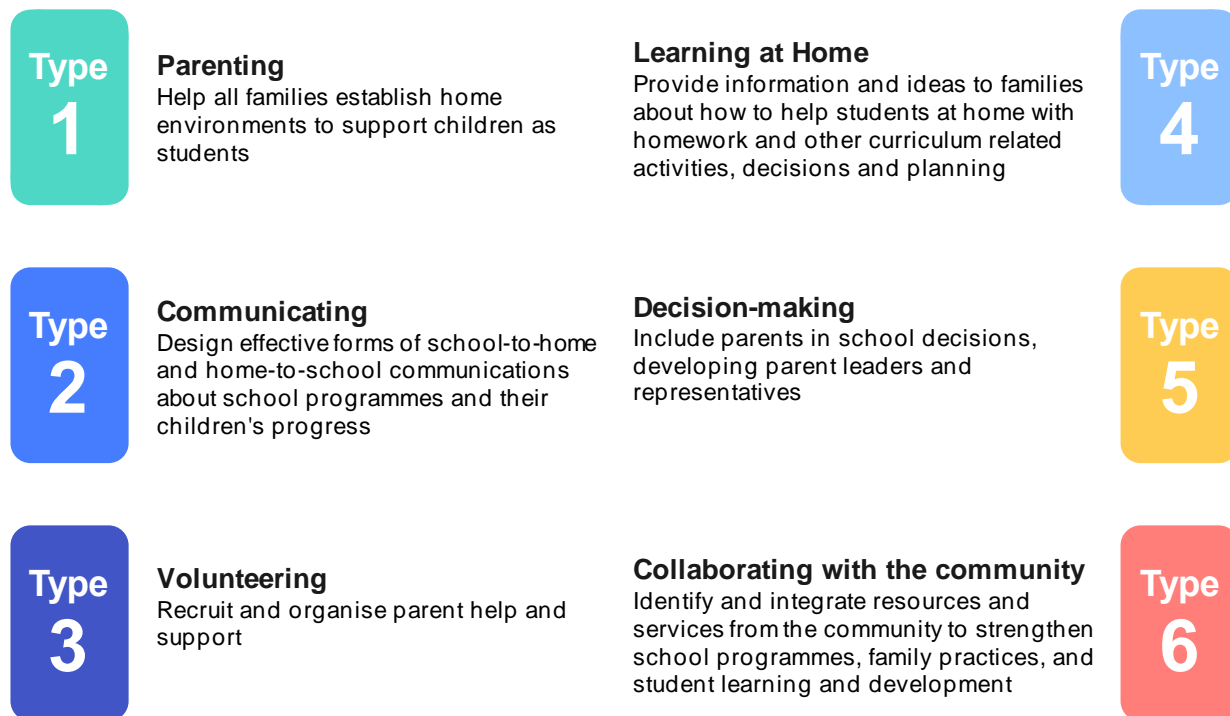 Type
1
Parenting
Help all families establish home
environments to support children as
students
Type
2
Communicating
Design effective forms of school-to-home
and home-to-school communications
about school programmes and their
children's progress
Type
3
Volunteering
Recruit and organise parent help and
support
Learning at Home
Provide information and ideas to families
about how to help students at home with
homework and other curriculum related
activities, decisions and planning
Type
4
Decision-making
Include parents in school decisions,
developing parent leaders and
representatives
Type
5
Collaborating with the community
Identify and integrate resources and
services from the community to strengthen
school programmes, family practices, and
student learning and development
Type
6